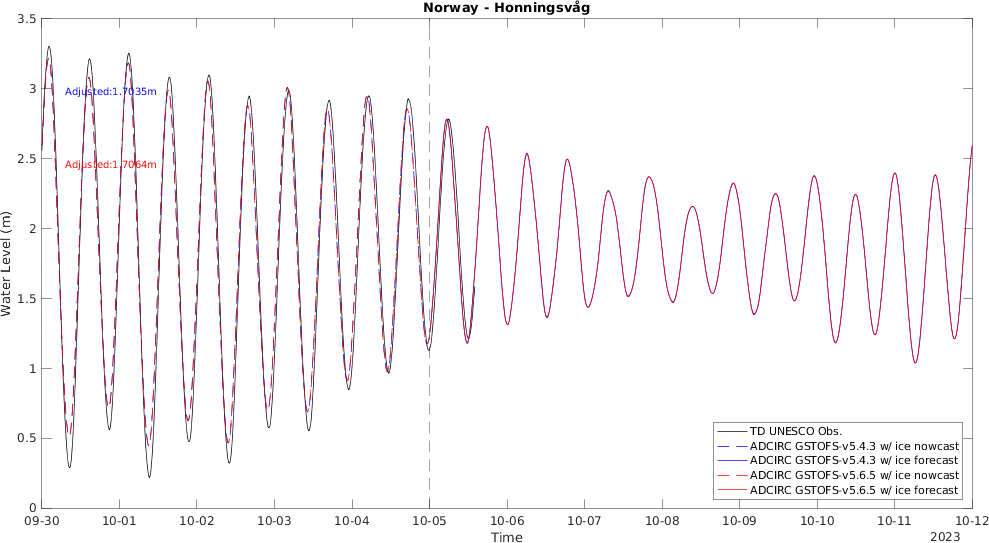 Norway - Honningsvåg
3.5
3
2.5
2
1.5
1
0.5
0
Water Level (m)
Adjusted:1.7035m
Adjusted:1.7064m
TD UNESCO Obs.
ADCIRC GSTOFS-v5.4.3 w/ ice nowcast
ADCIRC GSTOFS-v5.4.3 w/ ice forecast
ADCIRC GSTOFS-v5.6.5 w/ ice nowcast
ADCIRC GSTOFS-v5.6.5 w/ ice forecast
09-30 10-01 10-02 10-03 10-04 10-05 10-06 10-07 10-08 10-09 10-10 10-11 10-12
Time
2023